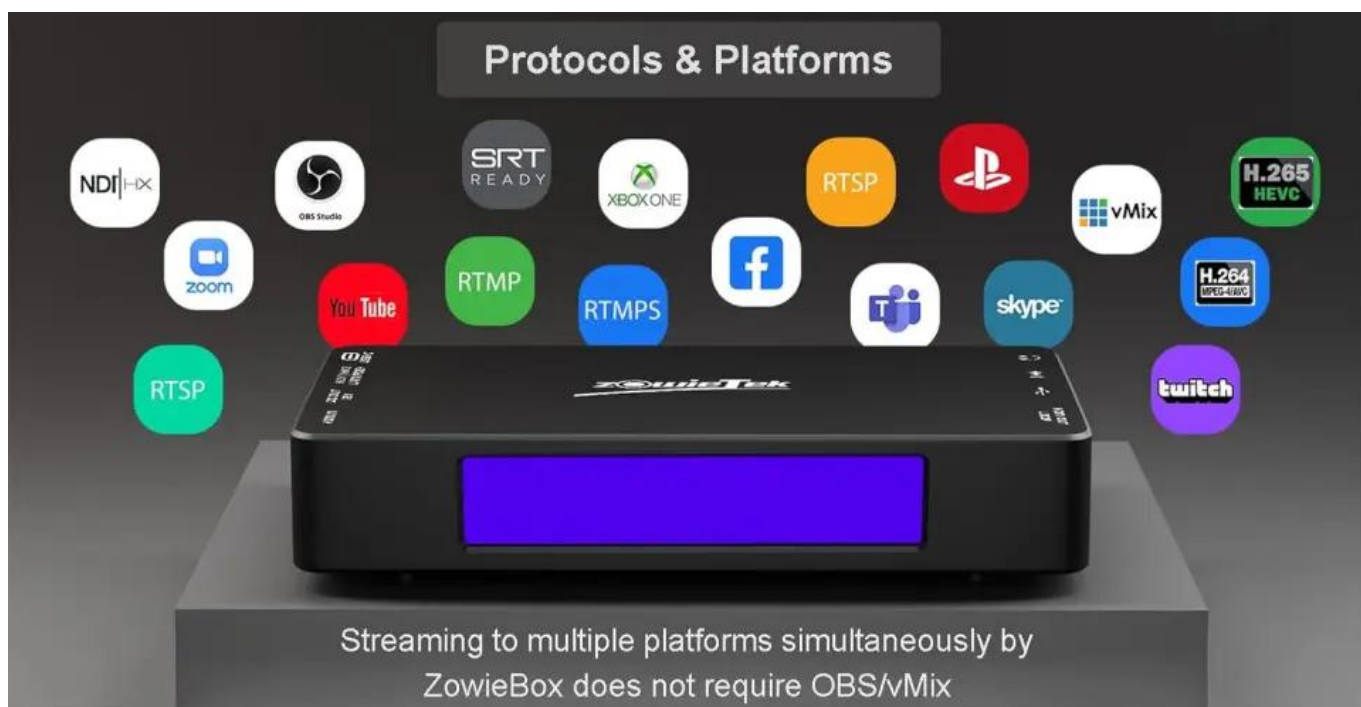 Protocols & Platforms
NDI HX
OBS Studio
SRT
READY
XBOX ONE
RTSP
vMix
H.265
HEVC
zoom
You Tube
RTMP
RTMPS
skype
H.264
MPEG-4/AVC
RTSP
twitch
zowieTek
Streaming to multiple platforms simultaneously by
ZowieBox does not require OBS/vMix